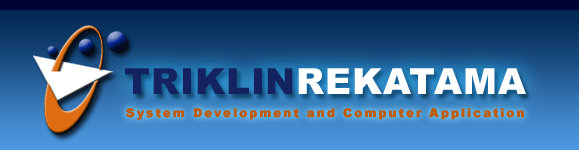 TRIKLINREKATAMA
System Development and Computer Application